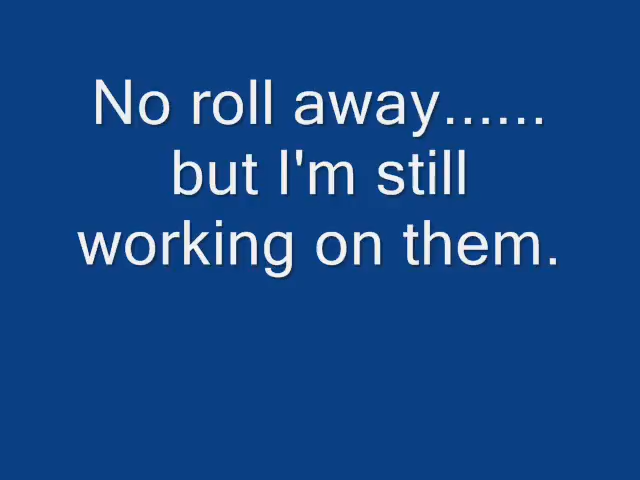 No roll away......
but I'm still
working on them.